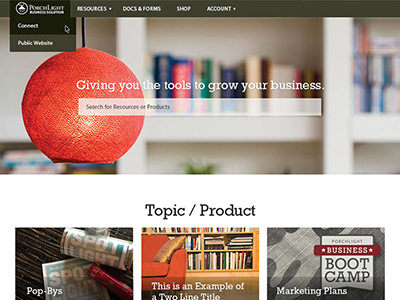 PORCHLIGHT
BUSINESS SOLUTION
RESOURCES
DOCS & FORMS
SHOP
ACCOUNT
Connect
Public Website
Giving you the tools to grow your business.
Search for Resources or Products
Topic / Product
SPOT
SPOT
Pop-Bys
This is an Example of
a Two Line Title
PORCHLIGHT
BUSINESS
BOOT
CAMP
Marketing Plans